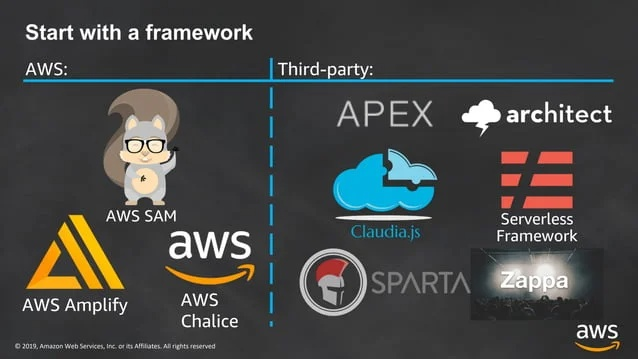 Start with a framework
AWS:
Third-party:
AWS SAM
aws
AWS Amplify
AWS
Chalice
APEX
architect
Claudia.js
Serverless
Framework
SPARTA
Zappa
© 2019, Amazon Web Services, Inc. or its Affiliates. All rights reserved
aws